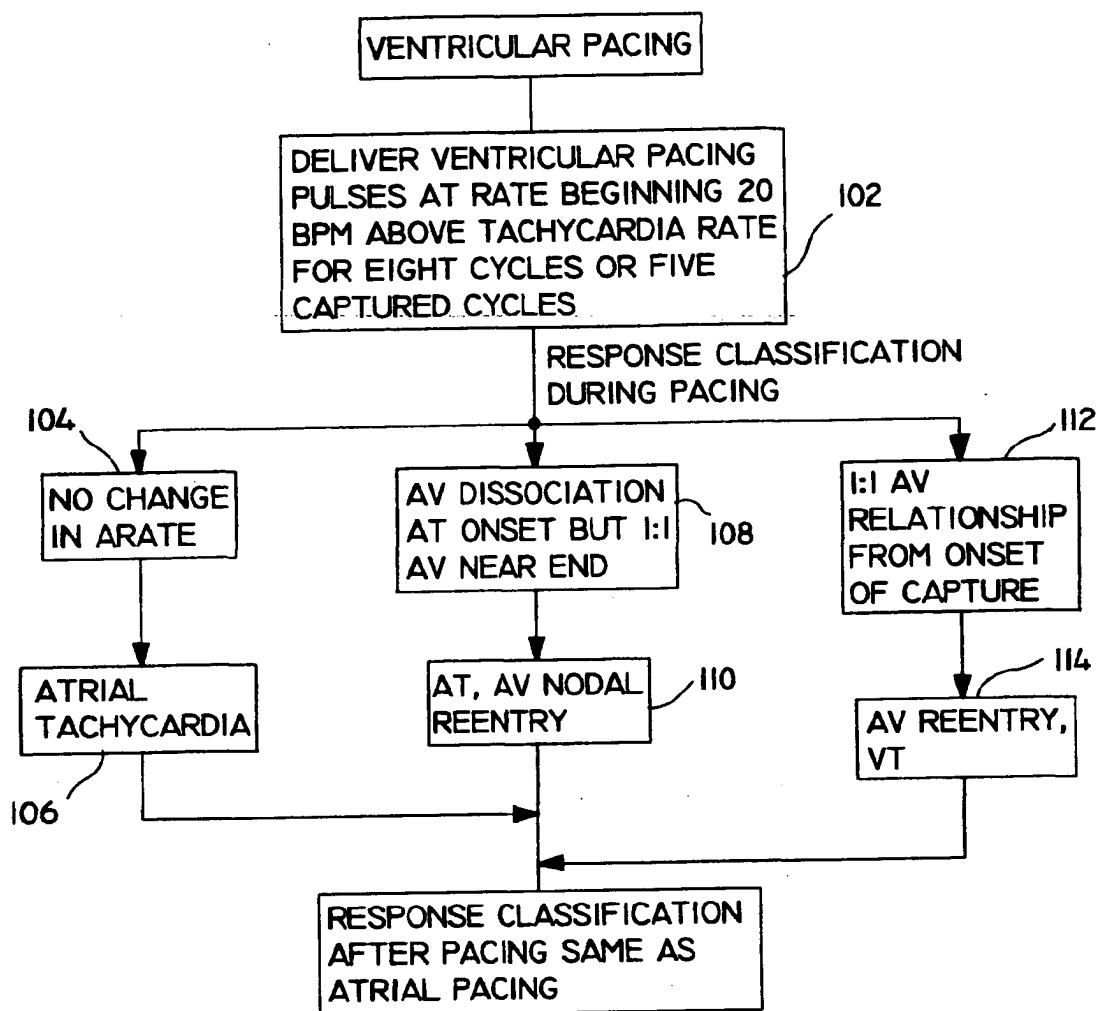 VENTRICULAR PACING
DELIVER VENTRICULAR PACING
PULSES AT RATE BEGINNING 20
BPM ABOVE TACHYCARDIA RATE
FOR EIGHT CYCLES OR FIVE
CAPTURED CYCLES
102
RESPONSE CLASSIFICATION
DURING PACING
104
NO CHANGE
IN ARATE
AV DISSOCIATION
AT ONSET BUT 1:1
AV NEAR END
108
112
1:1 AV
RELATIONSHIP
FROM ONSET
OF CAPTURE
ATRIAL
TACHYCARDIA
106
AT, AV NODAL
REENTRY
110
114
AV REENTRY,
VT
RESPONSE CLASSIFICATION
AFTER PACING SAME AS
ATRIAL PACING